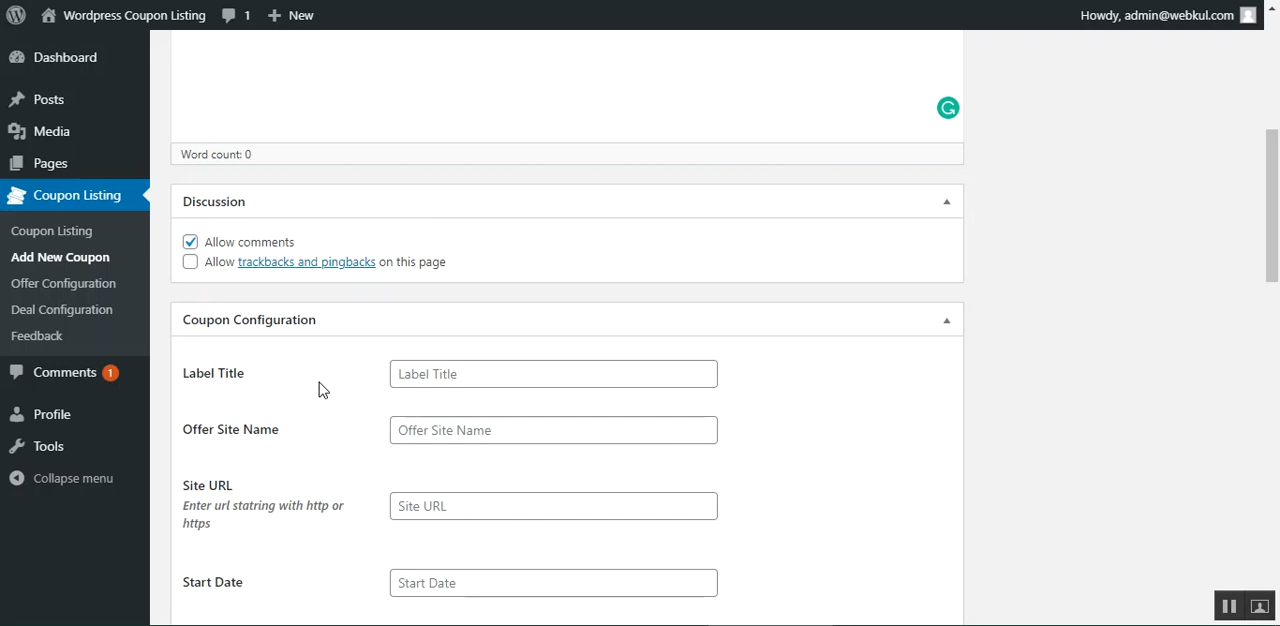 Wordpress Coupon Listing 1 New Howdy, admin@webkul.com
Dashboard
Posts
Media
Pages
Coupon Listing
Coupon Listing
Add New Coupon
Offer Configuration
Deal Configuration
Feedback
Comments 1
Profile
Tools
Collapse menu
Word count: 0
Discussion
Allow comments
Allow trackbacks and pingbacks on this page
Coupon Configuration
Label Title Label Title
Offer Site Name Offer Site Name
Site URL
Enter url statring with http or
https
Site URL
Start Date Start Date